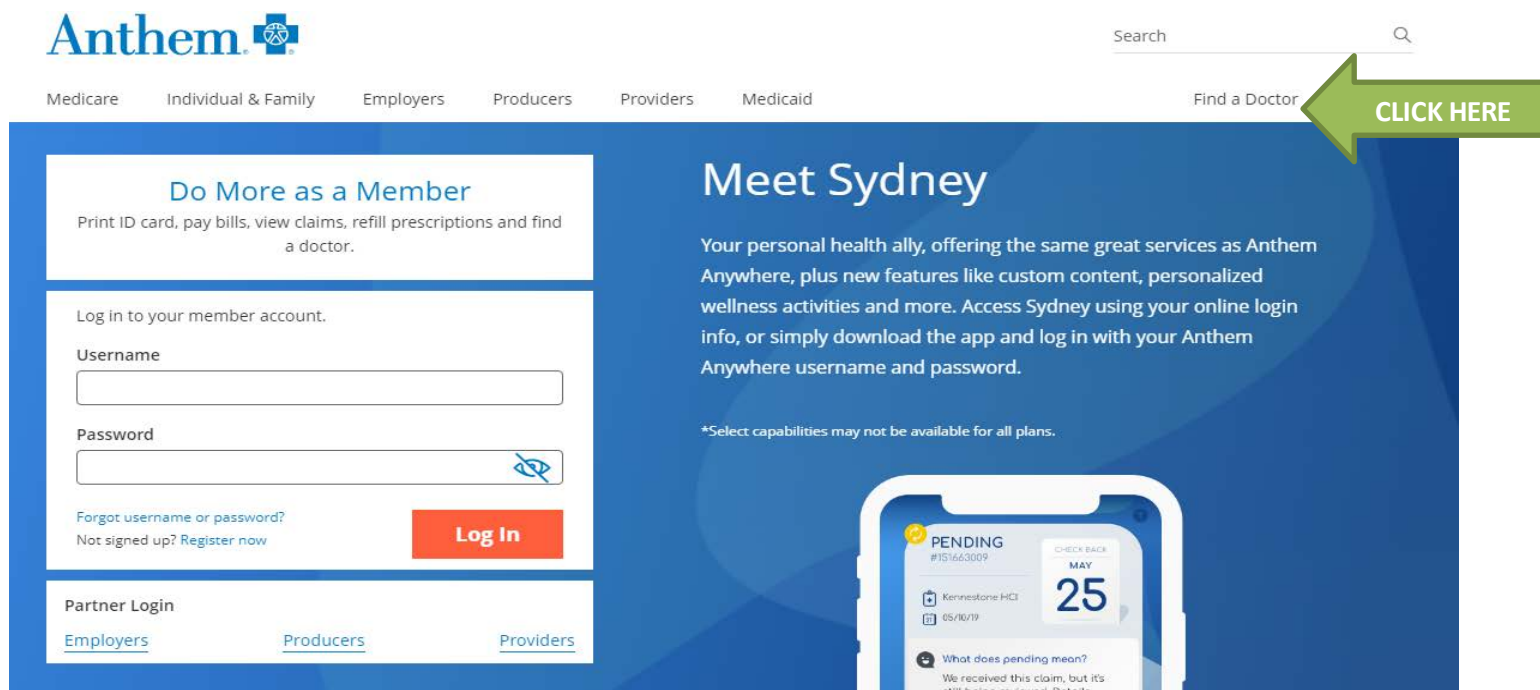 Anthem
Search
Medicare Individual & Family Employers Producers Providers Medicaid Find a Doctor
CLICK HERE
Do More as a Member
Print ID card, pay bills, view claims, refill prescriptions and find
a doctor.
Log in to your member account.
Username
Password
Forgot username or password?
Not signed up? Register now
Log In
Partner Login
Employers Producers Providers
Meet Sydney
Your personal health ally, offering the same great services as Anthem
Anywhere, plus new features like custom content, personalized
wellness activities and more. Access Sydney using your online login
info, or simply download the app and log in with your Anthem
Anywhere username and password.
*Select capabilities may not be available for all plans.
PENDING
#151663009
CHECK BACK
MAY
25
Kennestone HCI
05/10/19
What does pending mean?
We received this claim, but it's